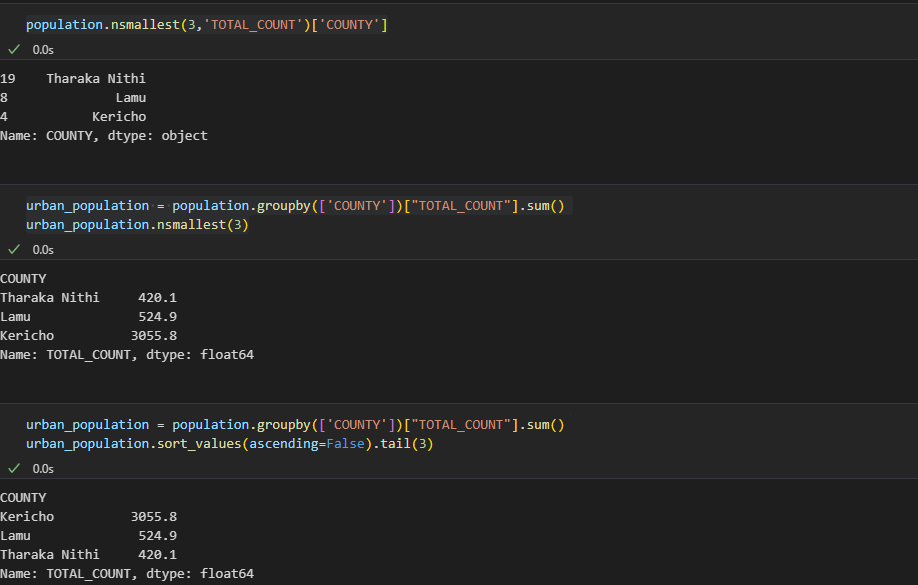 population.nsmallest(3,'TOTAL_COUNT')['COUNTY']
✓ 0.0s
19    Tharaka Nithi
8              Lamu
4           Kericho
Name: COUNTY, dtype: object
urban_population = population.groupby(['COUNTY'])["TOTAL_COUNT"].sum()
urban_population.nsmallest(3)
✓ 0.0s
COUNTY
Tharaka Nithi     420.1
Lamu              524.9
Kericho          3055.8
Name: TOTAL_COUNT, dtype: float64
urban_population = population.groupby(['COUNTY'])["TOTAL_COUNT"].sum()
urban_population.sort_values(ascending=False).tail(3)
✓ 0.0s
COUNTY
Kericho          3055.8
Lamu              524.9
Tharaka Nithi     420.1
Name: TOTAL_COUNT, dtype: float64